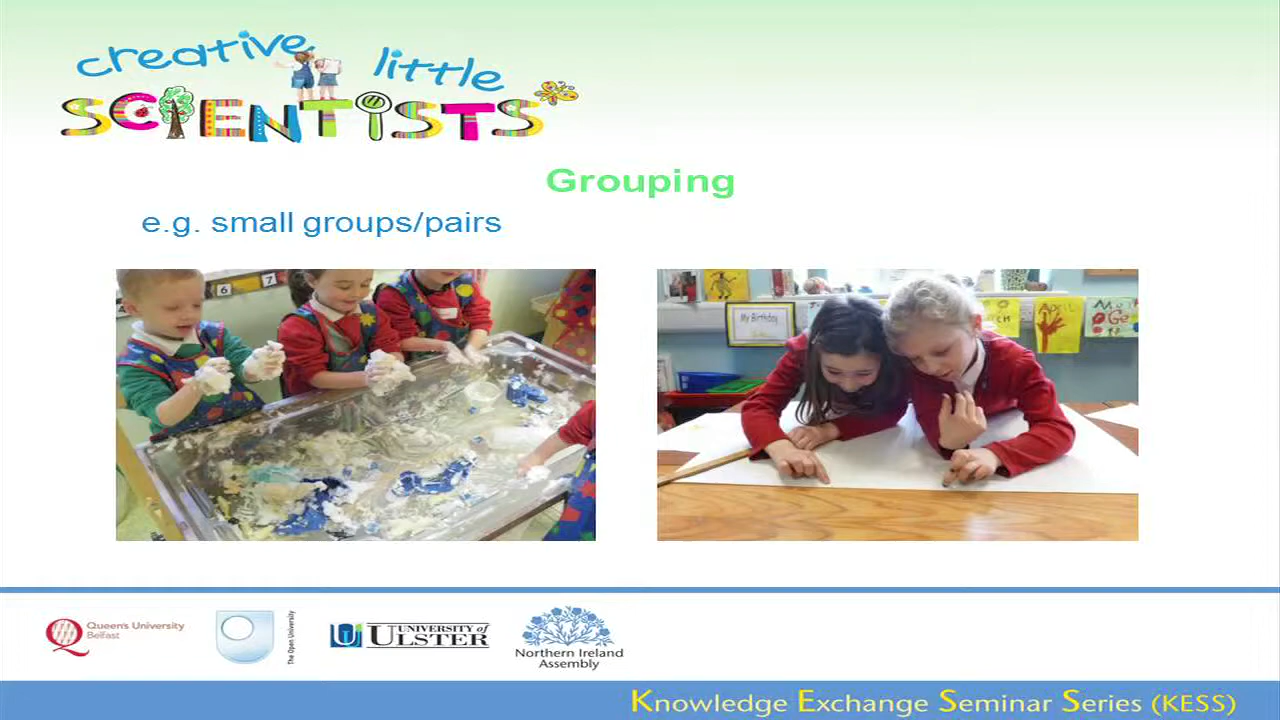 creative little
SCIENTISTS
Grouping
e.g. small groups/pairs
6 7
My Birthday
April
Queen's University
Belfast
The Open University
UNIVERSITY of
ULSTER
Northern Ireland
Assembly
Knowledge Exchange Seminar Series (KESS)